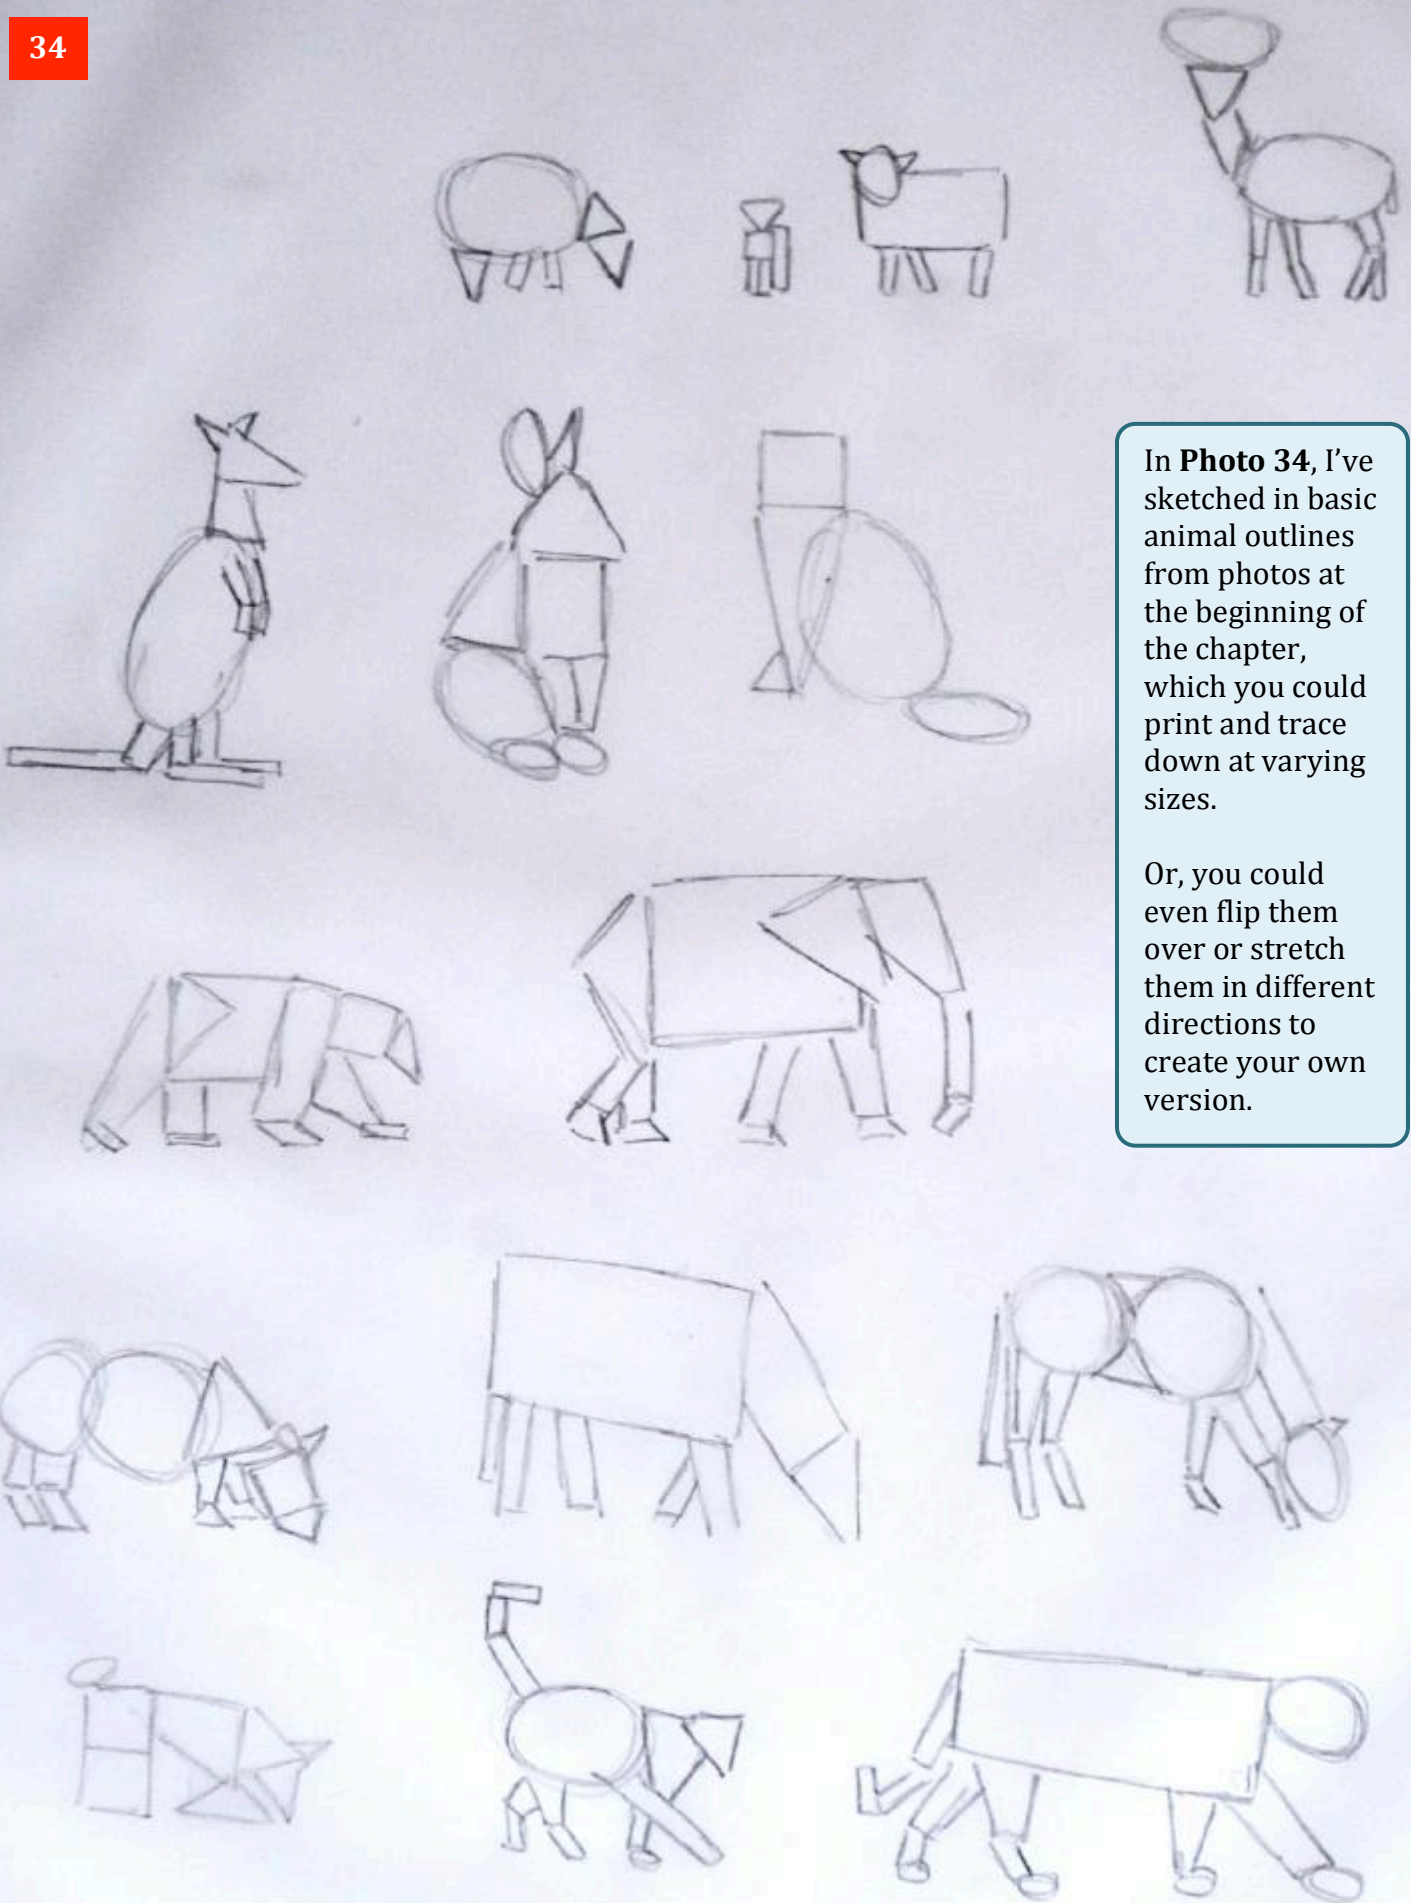 34
In Photo 34, I've
sketched in basic
animal outlines
from photos at
the beginning of
the chapter,
which you could
print and trace
down at varying
sizes.
Or, you could
even flip them
over or stretch
them in different
directions to
create your own
version.